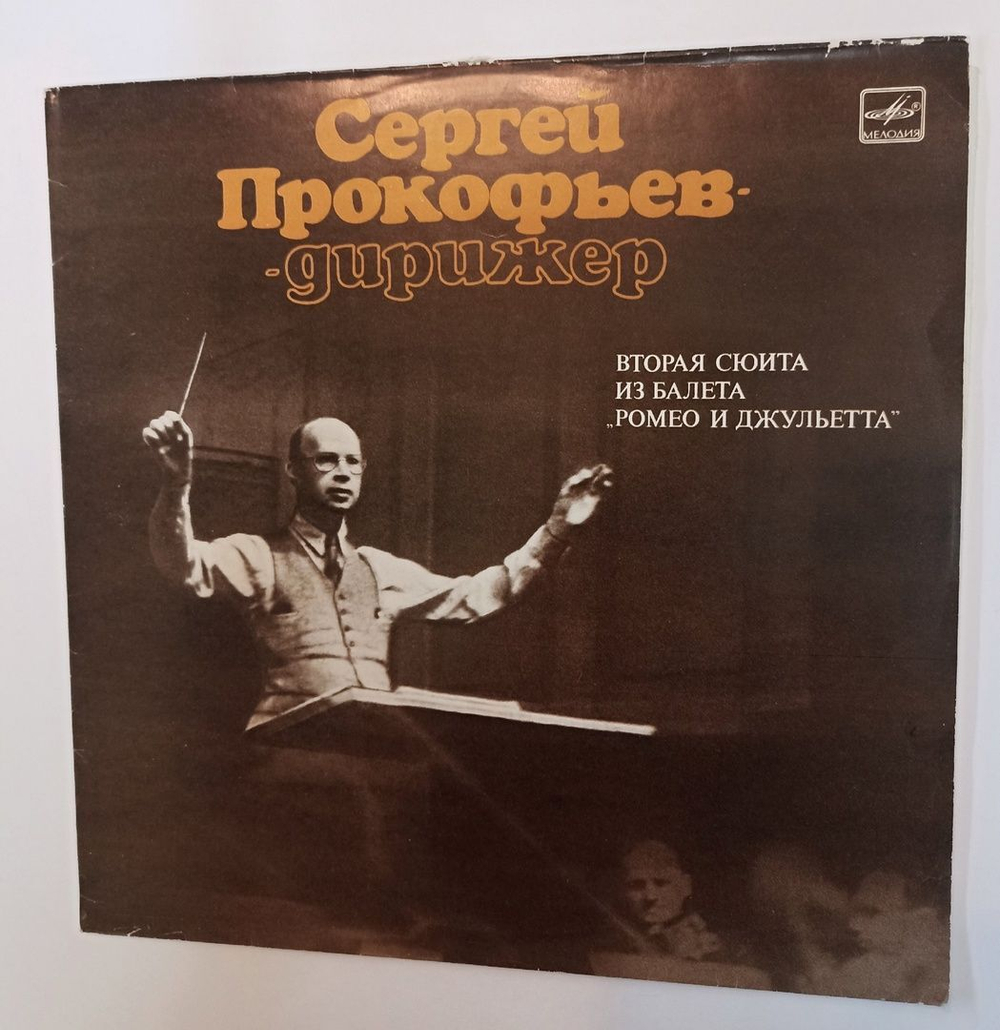 Сергей
Прокофьев-
-дирижер
МЕЛОДИЯ
ВТОРАЯ СЮИТА
ИЗ БАЛЕТА
„РОМЕО И ДЖУЛЬЕТТА”